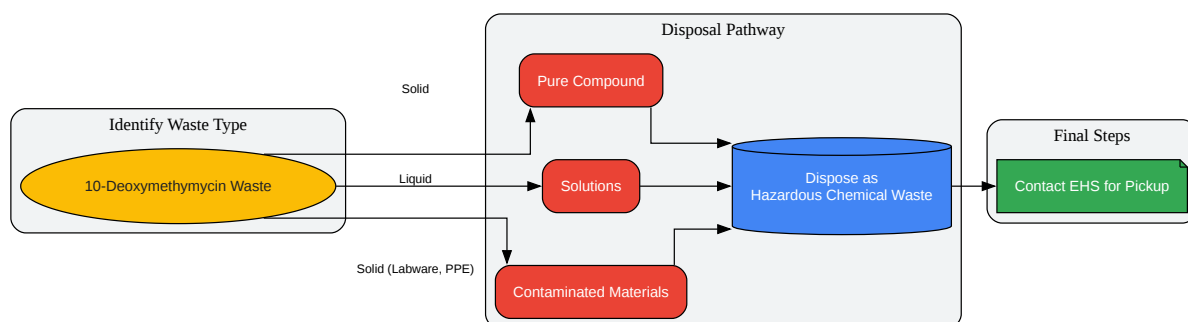 Identify Waste Type
10-Deoxymethymycin Waste
Solid
Liquid
Solid (Labware, PPE)
Disposal Pathway
Pure Compound
Solutions
Contaminated Materials
Dispose as
Hazardous Chemical Waste
Final Steps
Contact EHS for Pickup